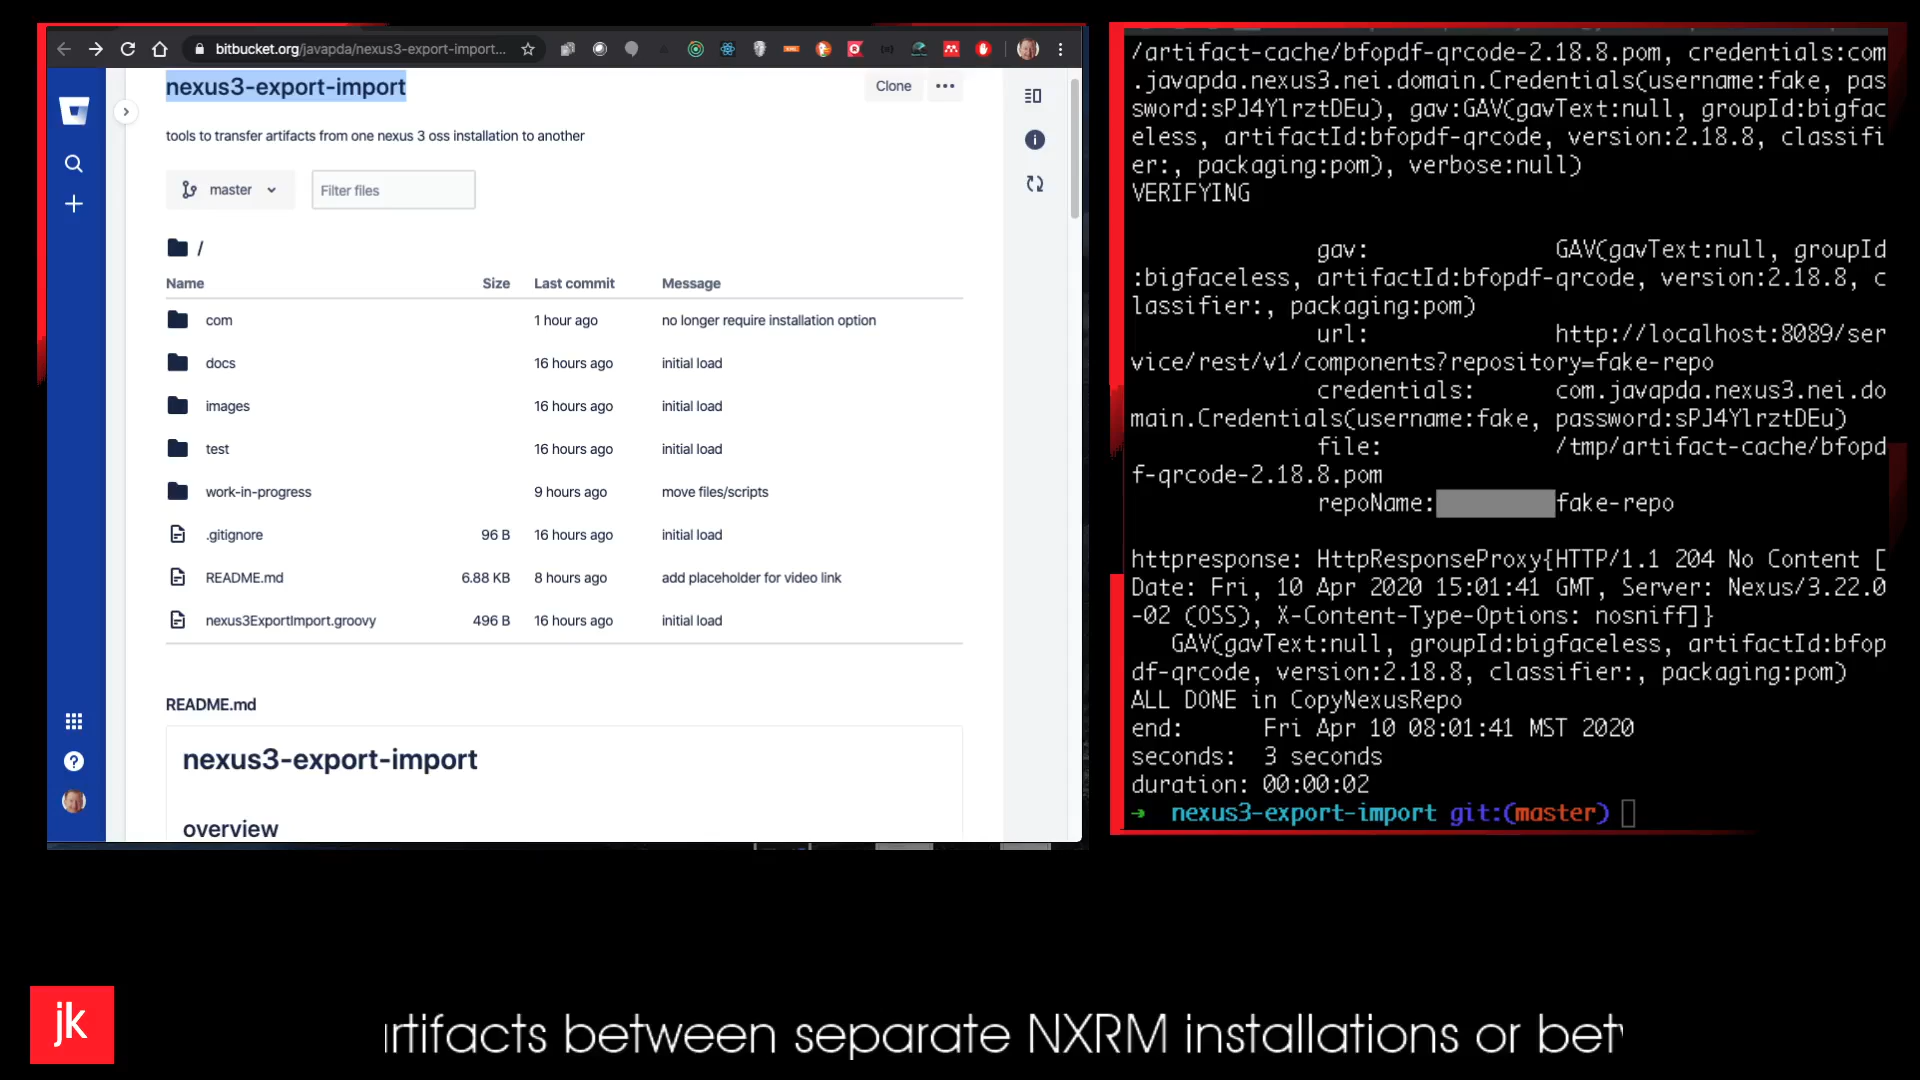 bitbucket.org/javapda/nexus3-export-import...
nexus3-export-import
Clone
tools to transfer artifacts from one nexus 3 oss installation to another
master
Filter files
/
Name Size Last commit Message
com 1 hour ago no longer require installation option
docs 16 hours ago initial load
images 16 hours ago initial load
test 16 hours ago initial load
work-in-progress 9 hours ago move files/scripts
.gitignore 96 B 16 hours ago initial load
README.md 6.88 KB 8 hours ago add placeholder for video link
nexus3ExportImport.groovy 496 B 16 hours ago initial load
README.md
nexus3-export-import
overview
/artifact-cache/bfopdf-qrcode-2.18.8.pom, credentials:com
.javapda.nexus3.nei.domain.Credentials(username:fake, pas
sword:sPJ4YlrztDEu), gav:GAV(gavText:null, groupId:bigfac
eless, artifactId:bfopdf-qrcode, version:2.18.8, classifi
er:, packaging:pom), verbose:null)
VERIFYING
gav: GAV(gavText:null, groupId
:bigfaceless, artifactId:bfopdf-qrcode, version:2.18.8, c
lassifier:, packaging:pom)
url: http://localhost:8089/ser
vice/rest/v1/components?repository=fake-repo
credentials: com.javapda.nexus3.nei.do
main.Credentials(username:fake, password:sPJ4YlrztDEu)
file: /tmp/artifact-cache/bfopd
f-qrcode-2.18.8.pom
repoName: fake-repo
httpresponse: HttpResponseProxy{HTTP/1.1 204 No Content [
Date: Fri, 10 Apr 2020 15:01:41 GMT, Server: Nexus/3.22.0
-02 (OSS), X-Content-Type-Options: nosniff]}
GAV(gavText:null, groupId:bigfaceless, artifactId:bfop
df-qrcode, version:2.18.8, classifier:, packaging:pom)
ALL DONE in CopyNexusRepo
end: Fri Apr 10 08:01:41 MST 2020
seconds: 3 seconds
duration: 00:00:02
➜ nexus3-export-import git:(master)
jk
rtifacts between separate NXRM installations or bet